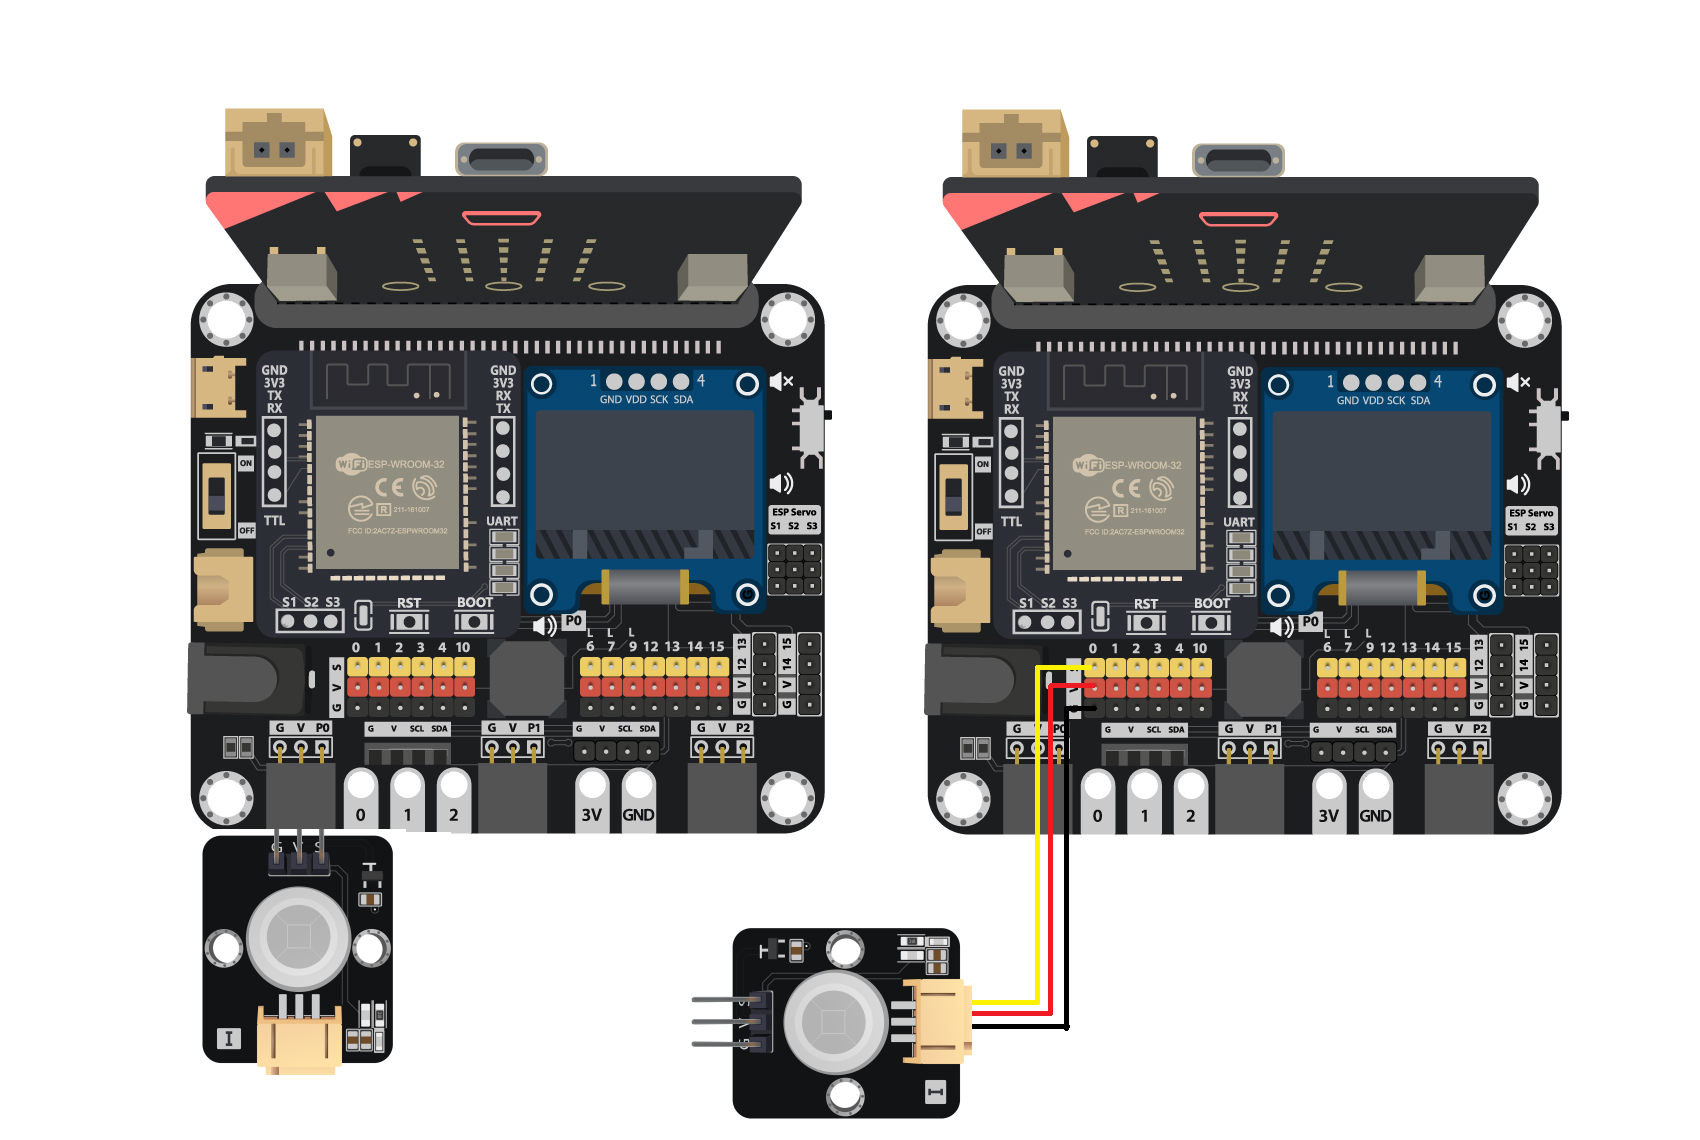 GND
3V3
TX
RX
TTL
ON
OFF
WiFi ESP-WROOM-32
CE
R 211-161007
FCC ID:2AC7Z-ESPWROOM32
S1 S2 S3
RST
BOOT
GND
3V3
RX
TX
UART
1 4
GND VDD SCK SDA
ESP Servo
S1 S2 S3
P0
L L L
0 1 2 3 4 10
6 7 9 12 13 14 15
S
V
G
13
12
V
G
15
14
V
G
G V P0
G V SCL SDA
G V P1
G V SCL SDA
G V P2
0 1 2 3V GND
G V S
I
GND
3V3
TX
RX
TTL
ON
OFF
WiFi ESP-WROOM-32
CE
R 211-161007
FCC ID:2AC7Z-ESPWROOM32
S1 S2 S3
RST
BOOT
GND
3V3
RX
TX
UART
1 4
GND VDD SCK SDA
ESP Servo
S1 S2 S3
P0
L L L
0 1 2 3 4 10
6 7 9 12 13 14 15
13
12
V
G
15
14
V
G
G V P0
G V SCL SDA
G V P1
G V SCL SDA
G V P2
0 1 2 3V GND
I